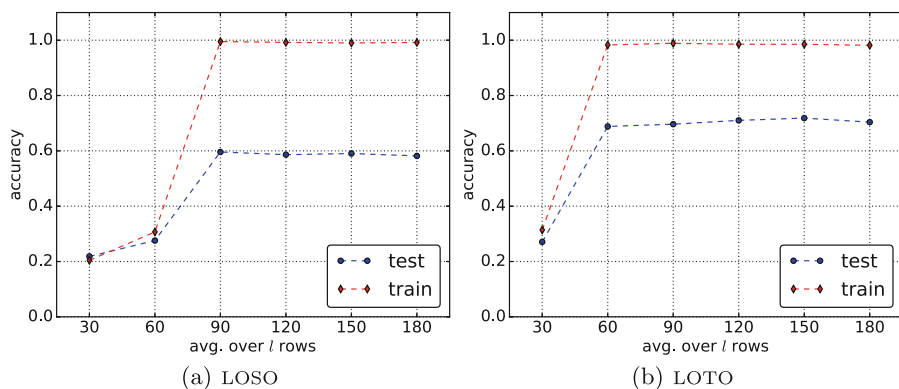 1.0
0.8
0.6
0.4
0.2
0.0
accuracy
test
train
30 60 90 120 150 180
avg. over l rows
(a) LOSO
1.0
0.8
0.6
0.4
0.2
0.0
accuracy
test
train
30 60 90 120 150 180
avg. over l rows
(b) LOTO